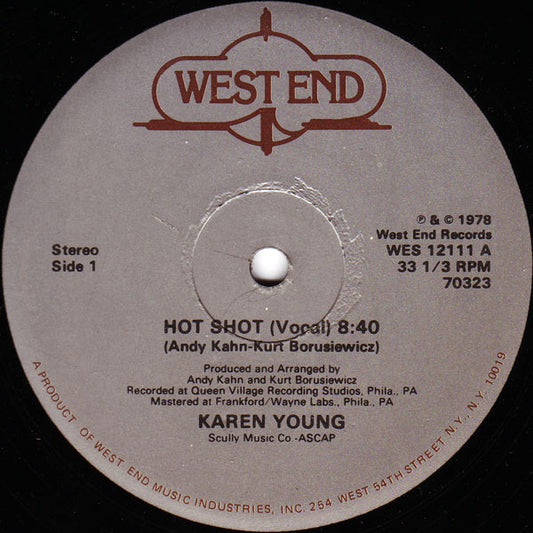 WEST END
Stereo
Side 1
℗ & © 1978
West End Records
WES 12111 A
33 1/3 RPM
70323
HOT SHOT (Vocal) 8:40
(Andy Kahn-Kurt Borusiewicz)
Produced and Arranged by
Andy Kahn and Kurt Borusiewicz
Recorded at Queen Village Recording Studios, Phila., PA
Mastered at Frankford/Wayne Labs., Phila., PA
KAREN YOUNG
Scully Music Co.-ASCAP
A PRODUCT OF WEST END MUSIC INDUSTRIES, INC. 254 WEST 54TH STREET N.Y., N.Y. 10019